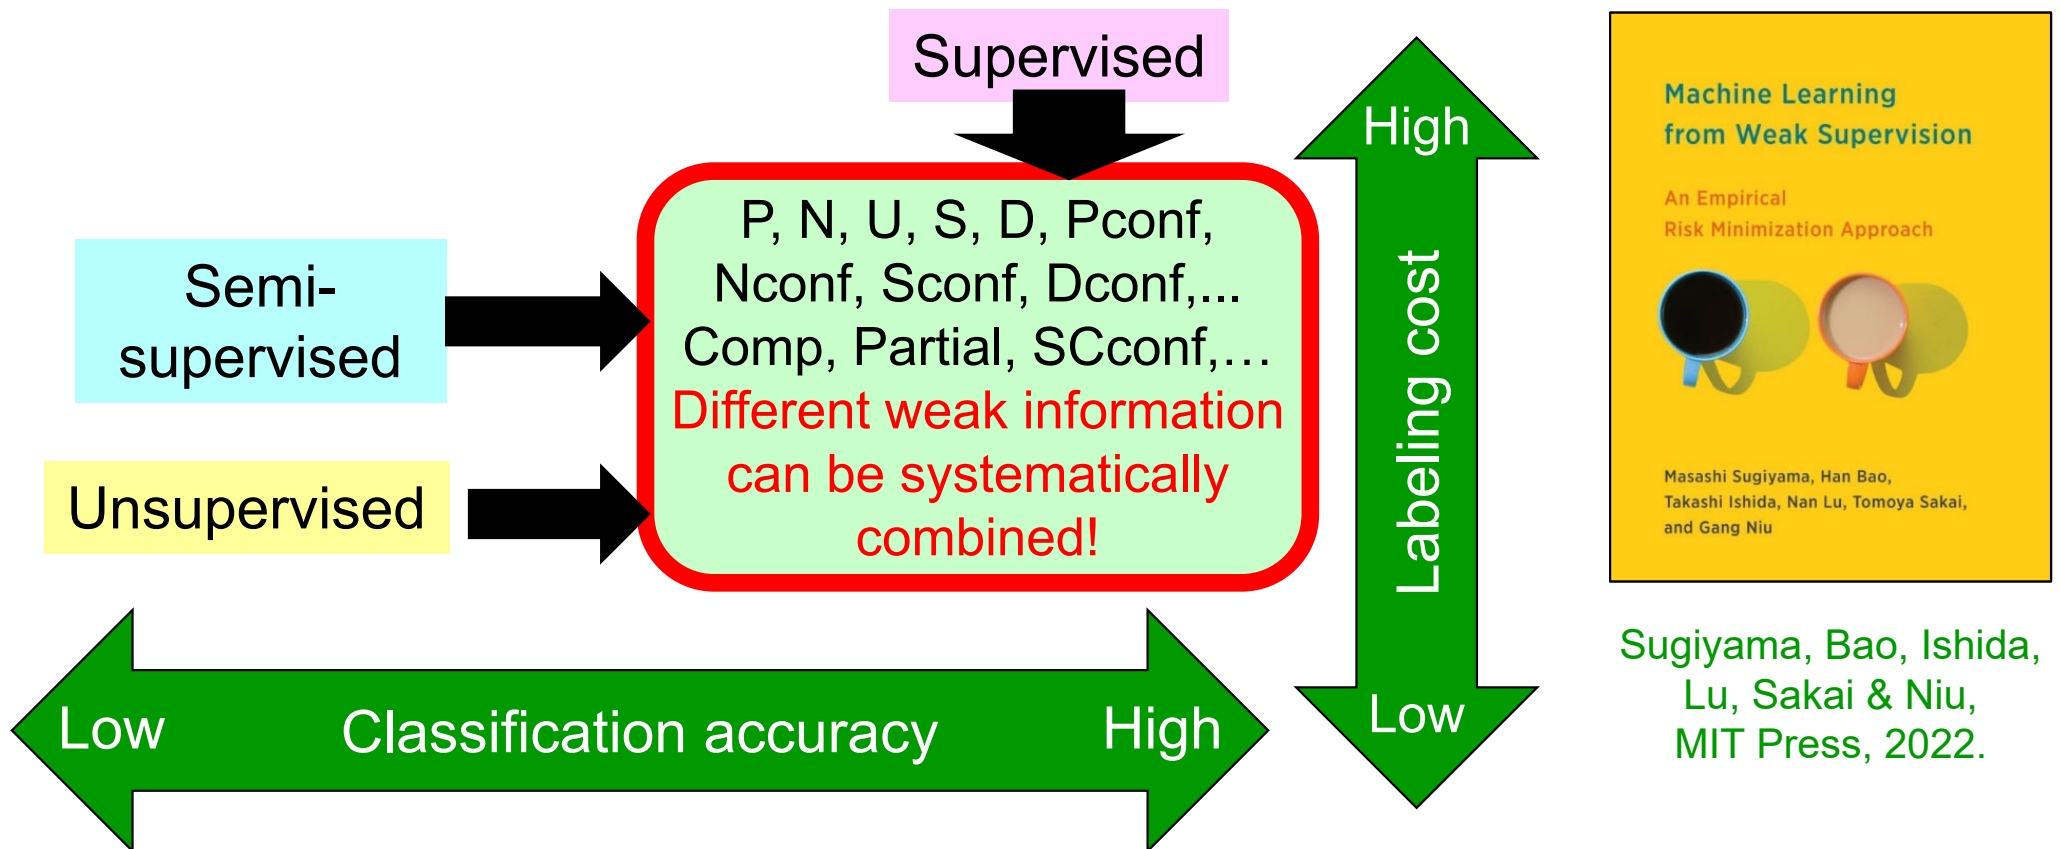 Supervised
High
P, N, U, S, D, Pconf,
Nconf, Sconf, Dconf,...
Comp, Partial, SCconf,…
Different weak information
can be systematically
combined!
Semi-
supervised
Unsupervised
Labeling cost
Low
Low
Classification accuracy
High
Machine Learning
from Weak Supervision
An Empirical
Risk Minimization Approach
Masashi Sugiyama, Han Bao,
Takashi Ishida, Nan Lu, Tomoya Sakai,
and Gang Niu
Sugiyama, Bao, Ishida,
Lu, Sakai & Niu,
MIT Press, 2022.